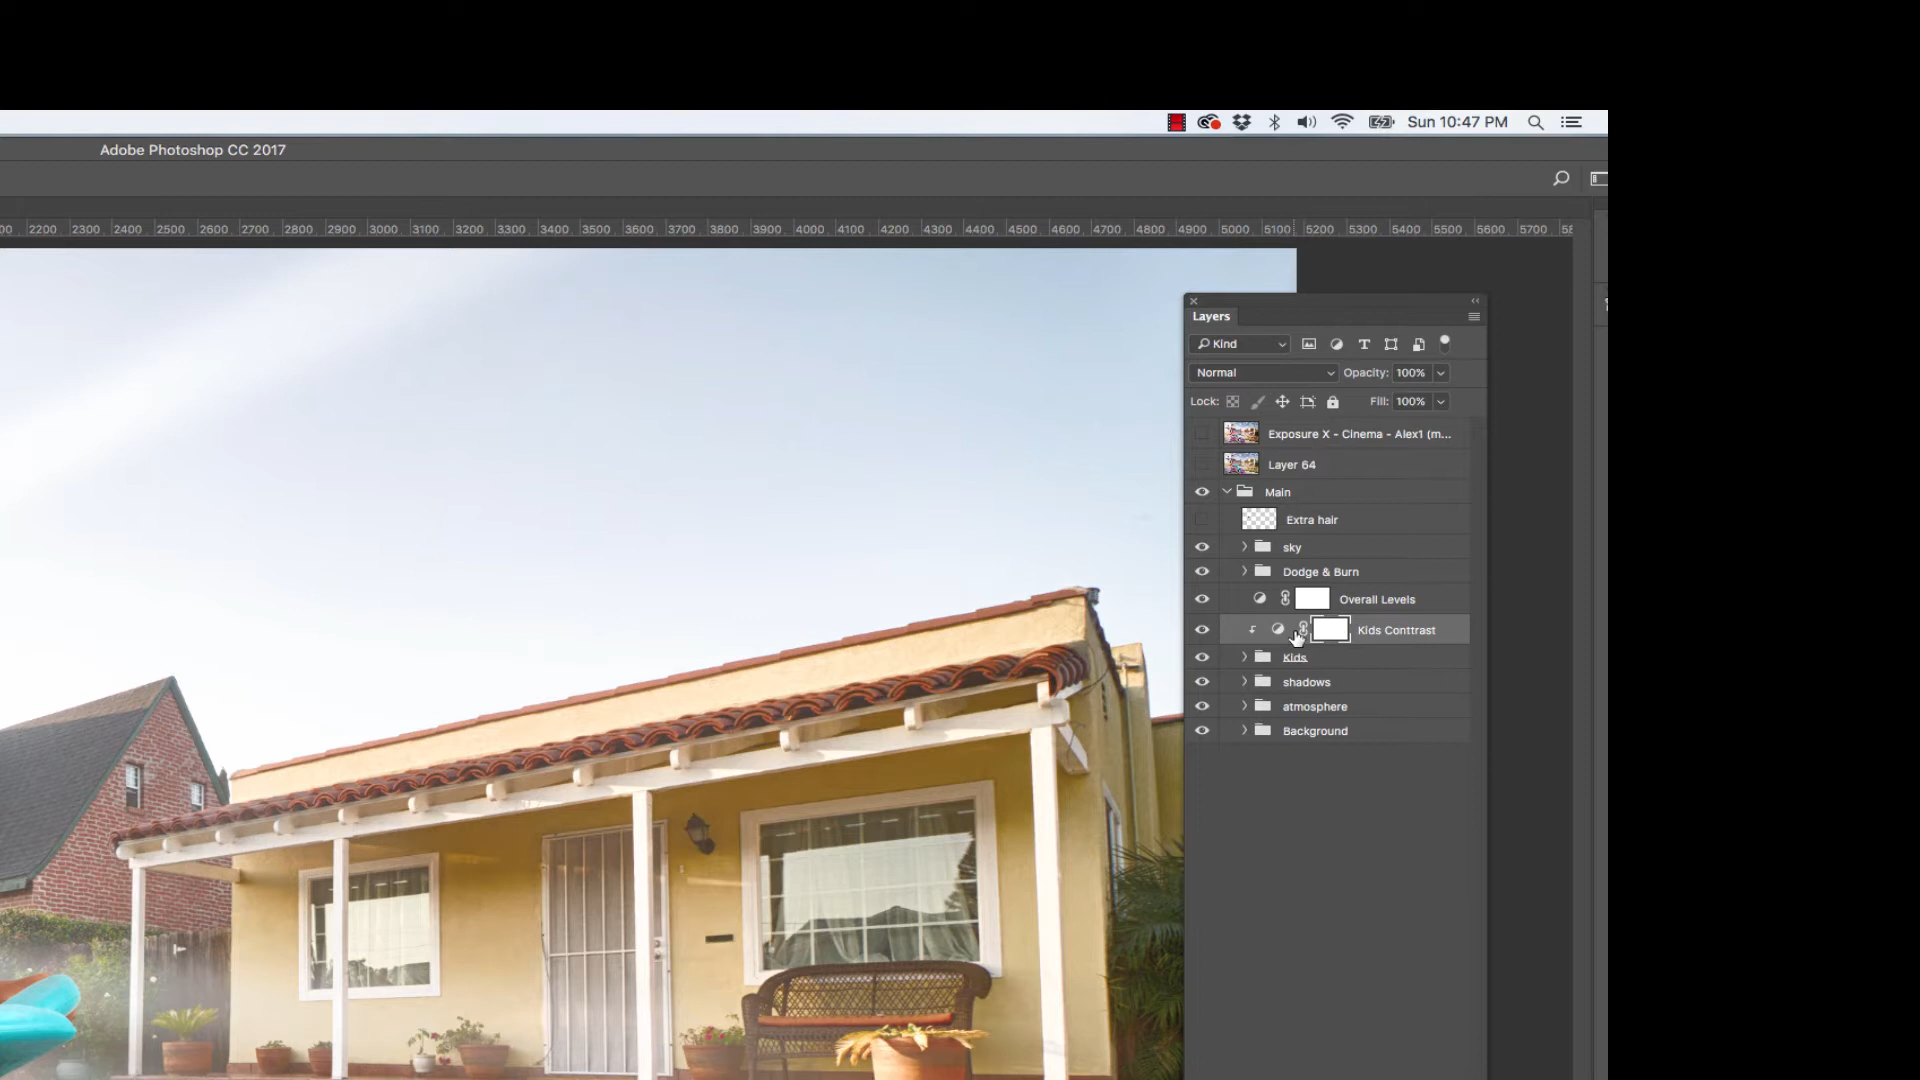 Sun 10:47 PM
Adobe Photoshop CC 2017
2200 2300 2400 2500 2600 2700 2800 2900 3000 3100 3200 3300 3400 3500 3600 3700 3800 3900 4000 4100 4200 4300 4400 4500 4600 4700 4800 4900 5000 5100 5200 5300 5400 5500 5600 5700
Layers
Kind
Normal Opacity: 100%
Lock: Fill: 100%
Exposure X - Cinema - Alex1 (m...
Layer 64
Main
Extra hair
sky
Dodge & Burn
Overall Levels
Kids Conttrast
Kids
shadows
atmosphere
Background